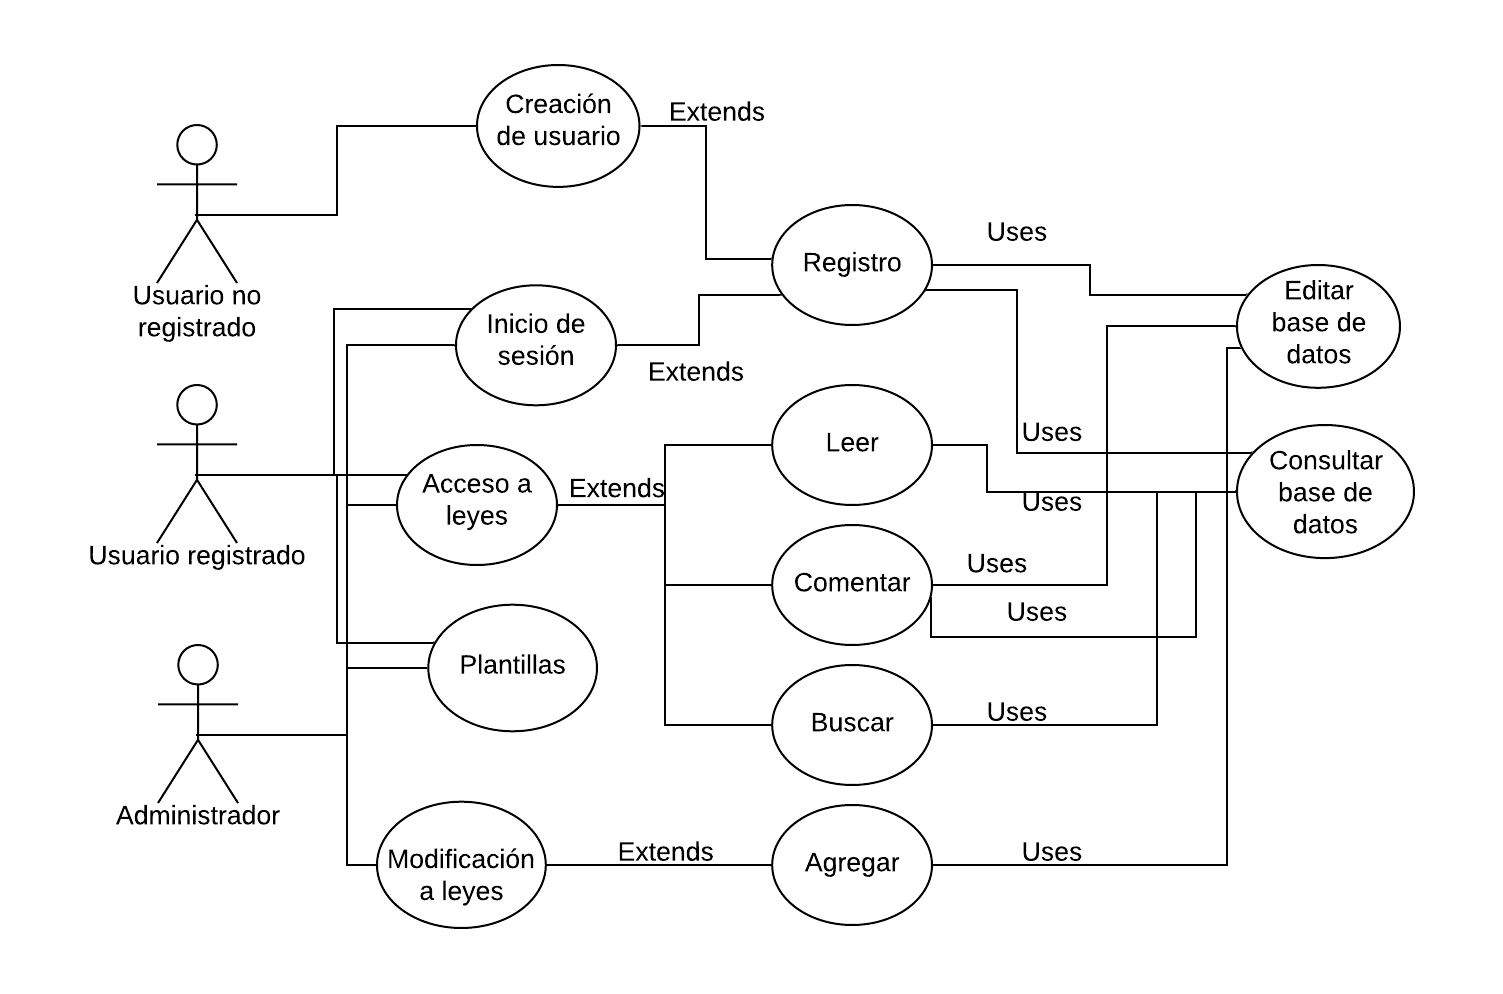 Creación
de usuario
Extends
Usuario no
registrado
Registro
Uses
Editar
base de
datos
Inicio de
sesión
Extends
Usuario registrado
Acceso a
leyes
Extends
Leer
Uses
Uses
Consultar
base de
datos
Comentar
Uses
Uses
Plantillas
Buscar
Uses
Administrador
Modificación
a leyes
Extends
Agregar
Uses